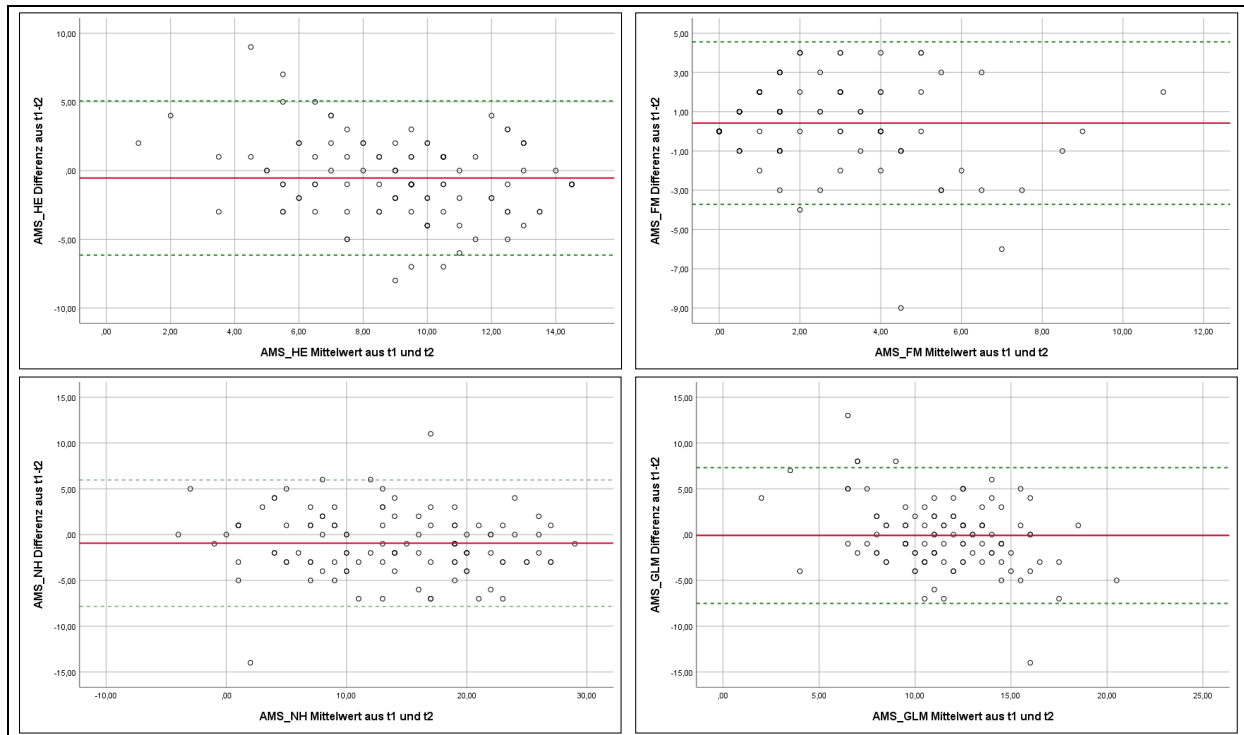 10,00
5,00
,00
-5,00
-10,00
AMS_HE Differenz aus t1-t2
,00 2,00 4,00 6,00 8,00 10,00 12,00 14,00
AMS_HE Mittelwert aus t1 und t2
5,00
3,00
1,00
-1,00
-3,00
-5,00
-7,00
-9,00
AMS_FM Differenz aus t1-t2
,00 2,00 4,00 6,00 8,00 10,00 12,00
AMS_FM Mittelwert aus t1 und t2
15,00
10,00
5,00
,00
-5,00
-10,00
-15,00
AMS_NH Differenz aus t1-t2
-10,00 ,00 10,00 20,00 30,00
AMS_NH Mittelwert aus t1 und t2
15,00
10,00
5,00
,00
-5,00
-10,00
-15,00
AMS_GLM Differenz aus t1-t2
,00 5,00 10,00 15,00 20,00 25,00
AMS_GLM Mittelwert aus t1 und t2